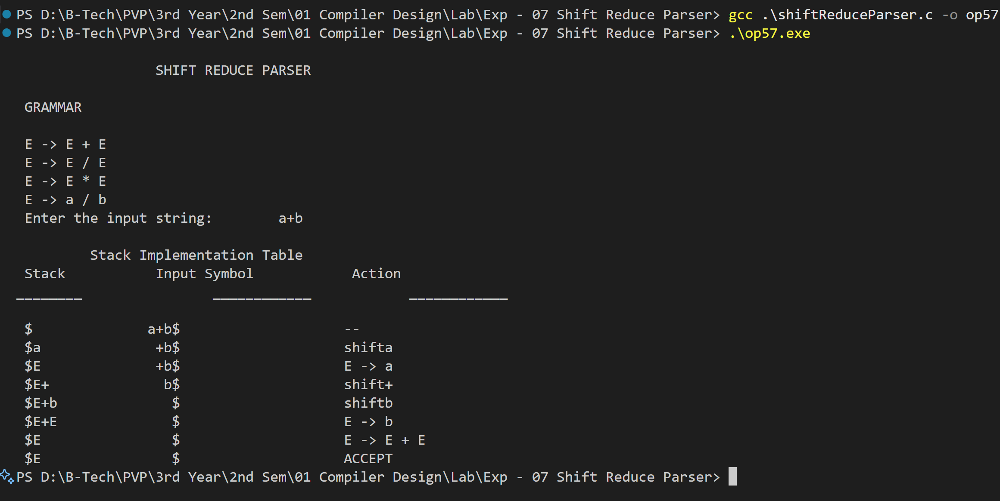 PS D:\B-Tech\PVP\3rd Year\2nd Sem\01 Compiler Design\Lab\Exp - 07 Shift Reduce Parser> gcc .\shiftReduceParser.c -o op57
PS D:\B-Tech\PVP\3rd Year\2nd Sem\01 Compiler Design\Lab\Exp - 07 Shift Reduce Parser> .\op57.exe
SHIFT REDUCE PARSER
GRAMMAR
E -> E + E
E -> E / E
E -> E * E
E -> a / b
Enter the input string:        a+b
Stack Implementation Table
Stack           Input Symbol            Action
________                ____________            ____________
$              a+b$                    --
$a              +b$                    shifta
$E              +b$                    E -> a
$E+              b$                    shift+
$E+b              $                    shiftb
$E+E              $                    E -> b
$E                $                    E -> E + E
$E                $                    ACCEPT
PS D:\B-Tech\PVP\3rd Year\2nd Sem\01 Compiler Design\Lab\Exp - 07 Shift Reduce Parser>